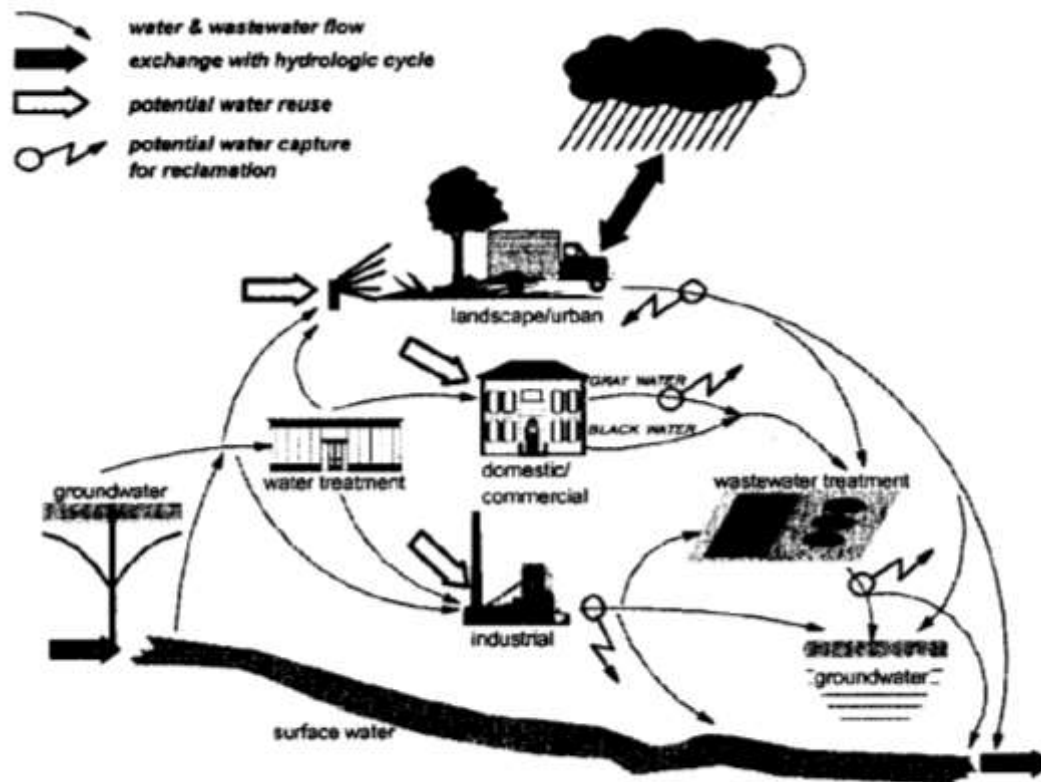 water & wastewater flow
exchange with hydrologic cycle
potential water reuse
potential water capture
for reclamation
landscape/urban
GRAY WATER
BLACK WATER
water treatment
domestic/
commercial
groundwater
wastewater treatment
industrial
groundwater
surface water